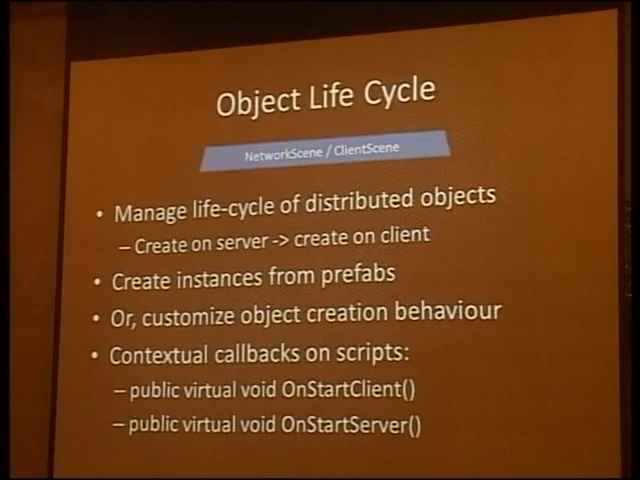 Object Life Cycle
NetworkScene / ClientScene
• Manage life-cycle of distributed objects
– Create on server -> create on client
• Create instances from prefabs
• Or, customize object creation behaviour
• Contextual callbacks on scripts:
– public virtual void OnStartClient()
– public virtual void OnStartServer()